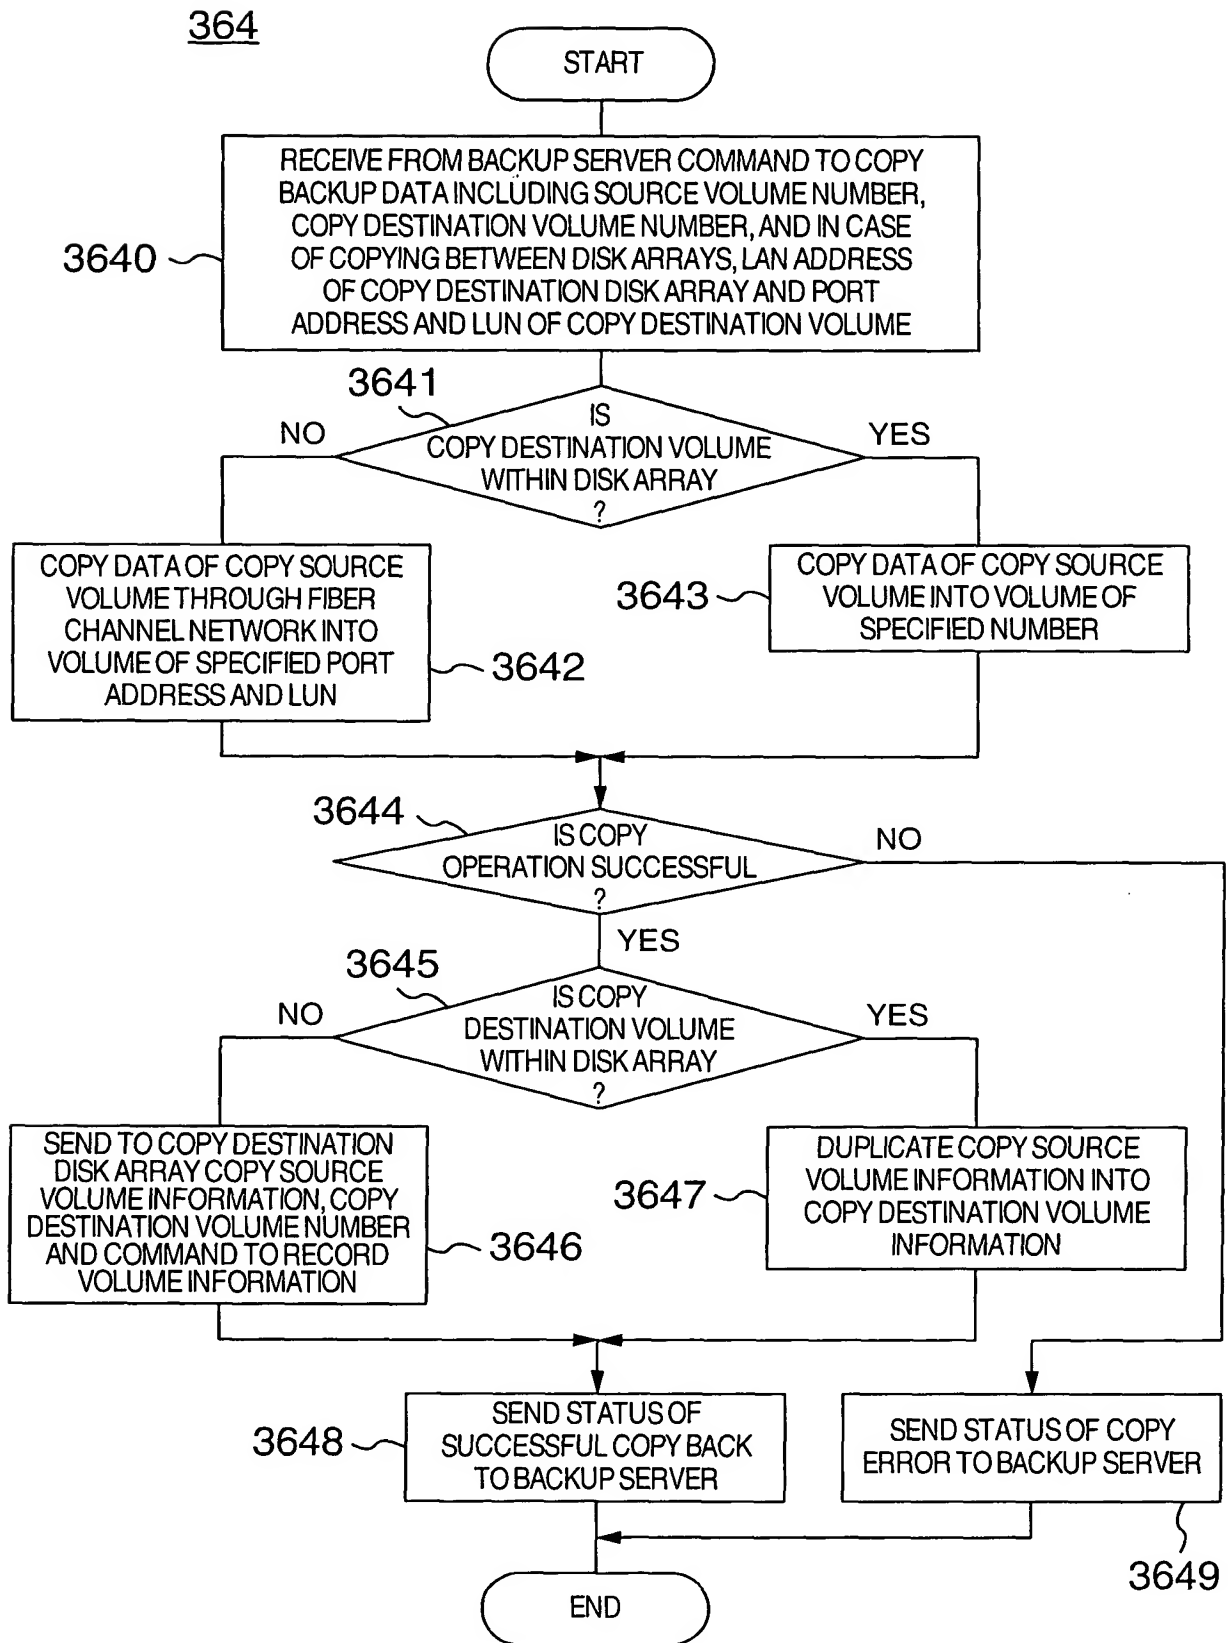 364
START
RECEIVE FROM BACKUP SERVER COMMAND TO COPY
BACKUP DATA INCLUDING SOURCE VOLUME NUMBER,
COPY DESTINATION VOLUME NUMBER, AND IN CASE
OF COPYING BETWEEN DISK ARRAYS, LAN ADDRESS
OF COPY DESTINATION DISK ARRAY AND PORT
ADDRESS AND LUN OF COPY DESTINATION VOLUME
3640
3641
IS
COPY DESTINATION VOLUME
WITHIN DISK ARRAY
?
NO
YES
COPY DATA OF COPY SOURCE
VOLUME THROUGH FIBER
CHANNEL NETWORK INTO
VOLUME OF SPECIFIED PORT
ADDRESS AND LUN
3642
3643
COPY DATA OF COPY SOURCE
VOLUME INTO VOLUME OF
SPECIFIED NUMBER
3644
IS COPY
OPERATION SUCCESSFUL
?
NO
YES
3645
IS COPY
DESTINATION VOLUME
WITHIN DISK ARRAY
?
NO
YES
SEND TO COPY DESTINATION
DISK ARRAY COPY SOURCE
VOLUME INFORMATION, COPY
DESTINATION VOLUME NUMBER
AND COMMAND TO RECORD
VOLUME INFORMATION
3646
3647
DUPLICATE COPY SOURCE
VOLUME INFORMATION INTO
COPY DESTINATION VOLUME
INFORMATION
3648
SEND STATUS OF
SUCCESSFUL COPY BACK
TO BACKUP SERVER
SEND STATUS OF COPY
ERROR TO BACKUP SERVER
3649
END